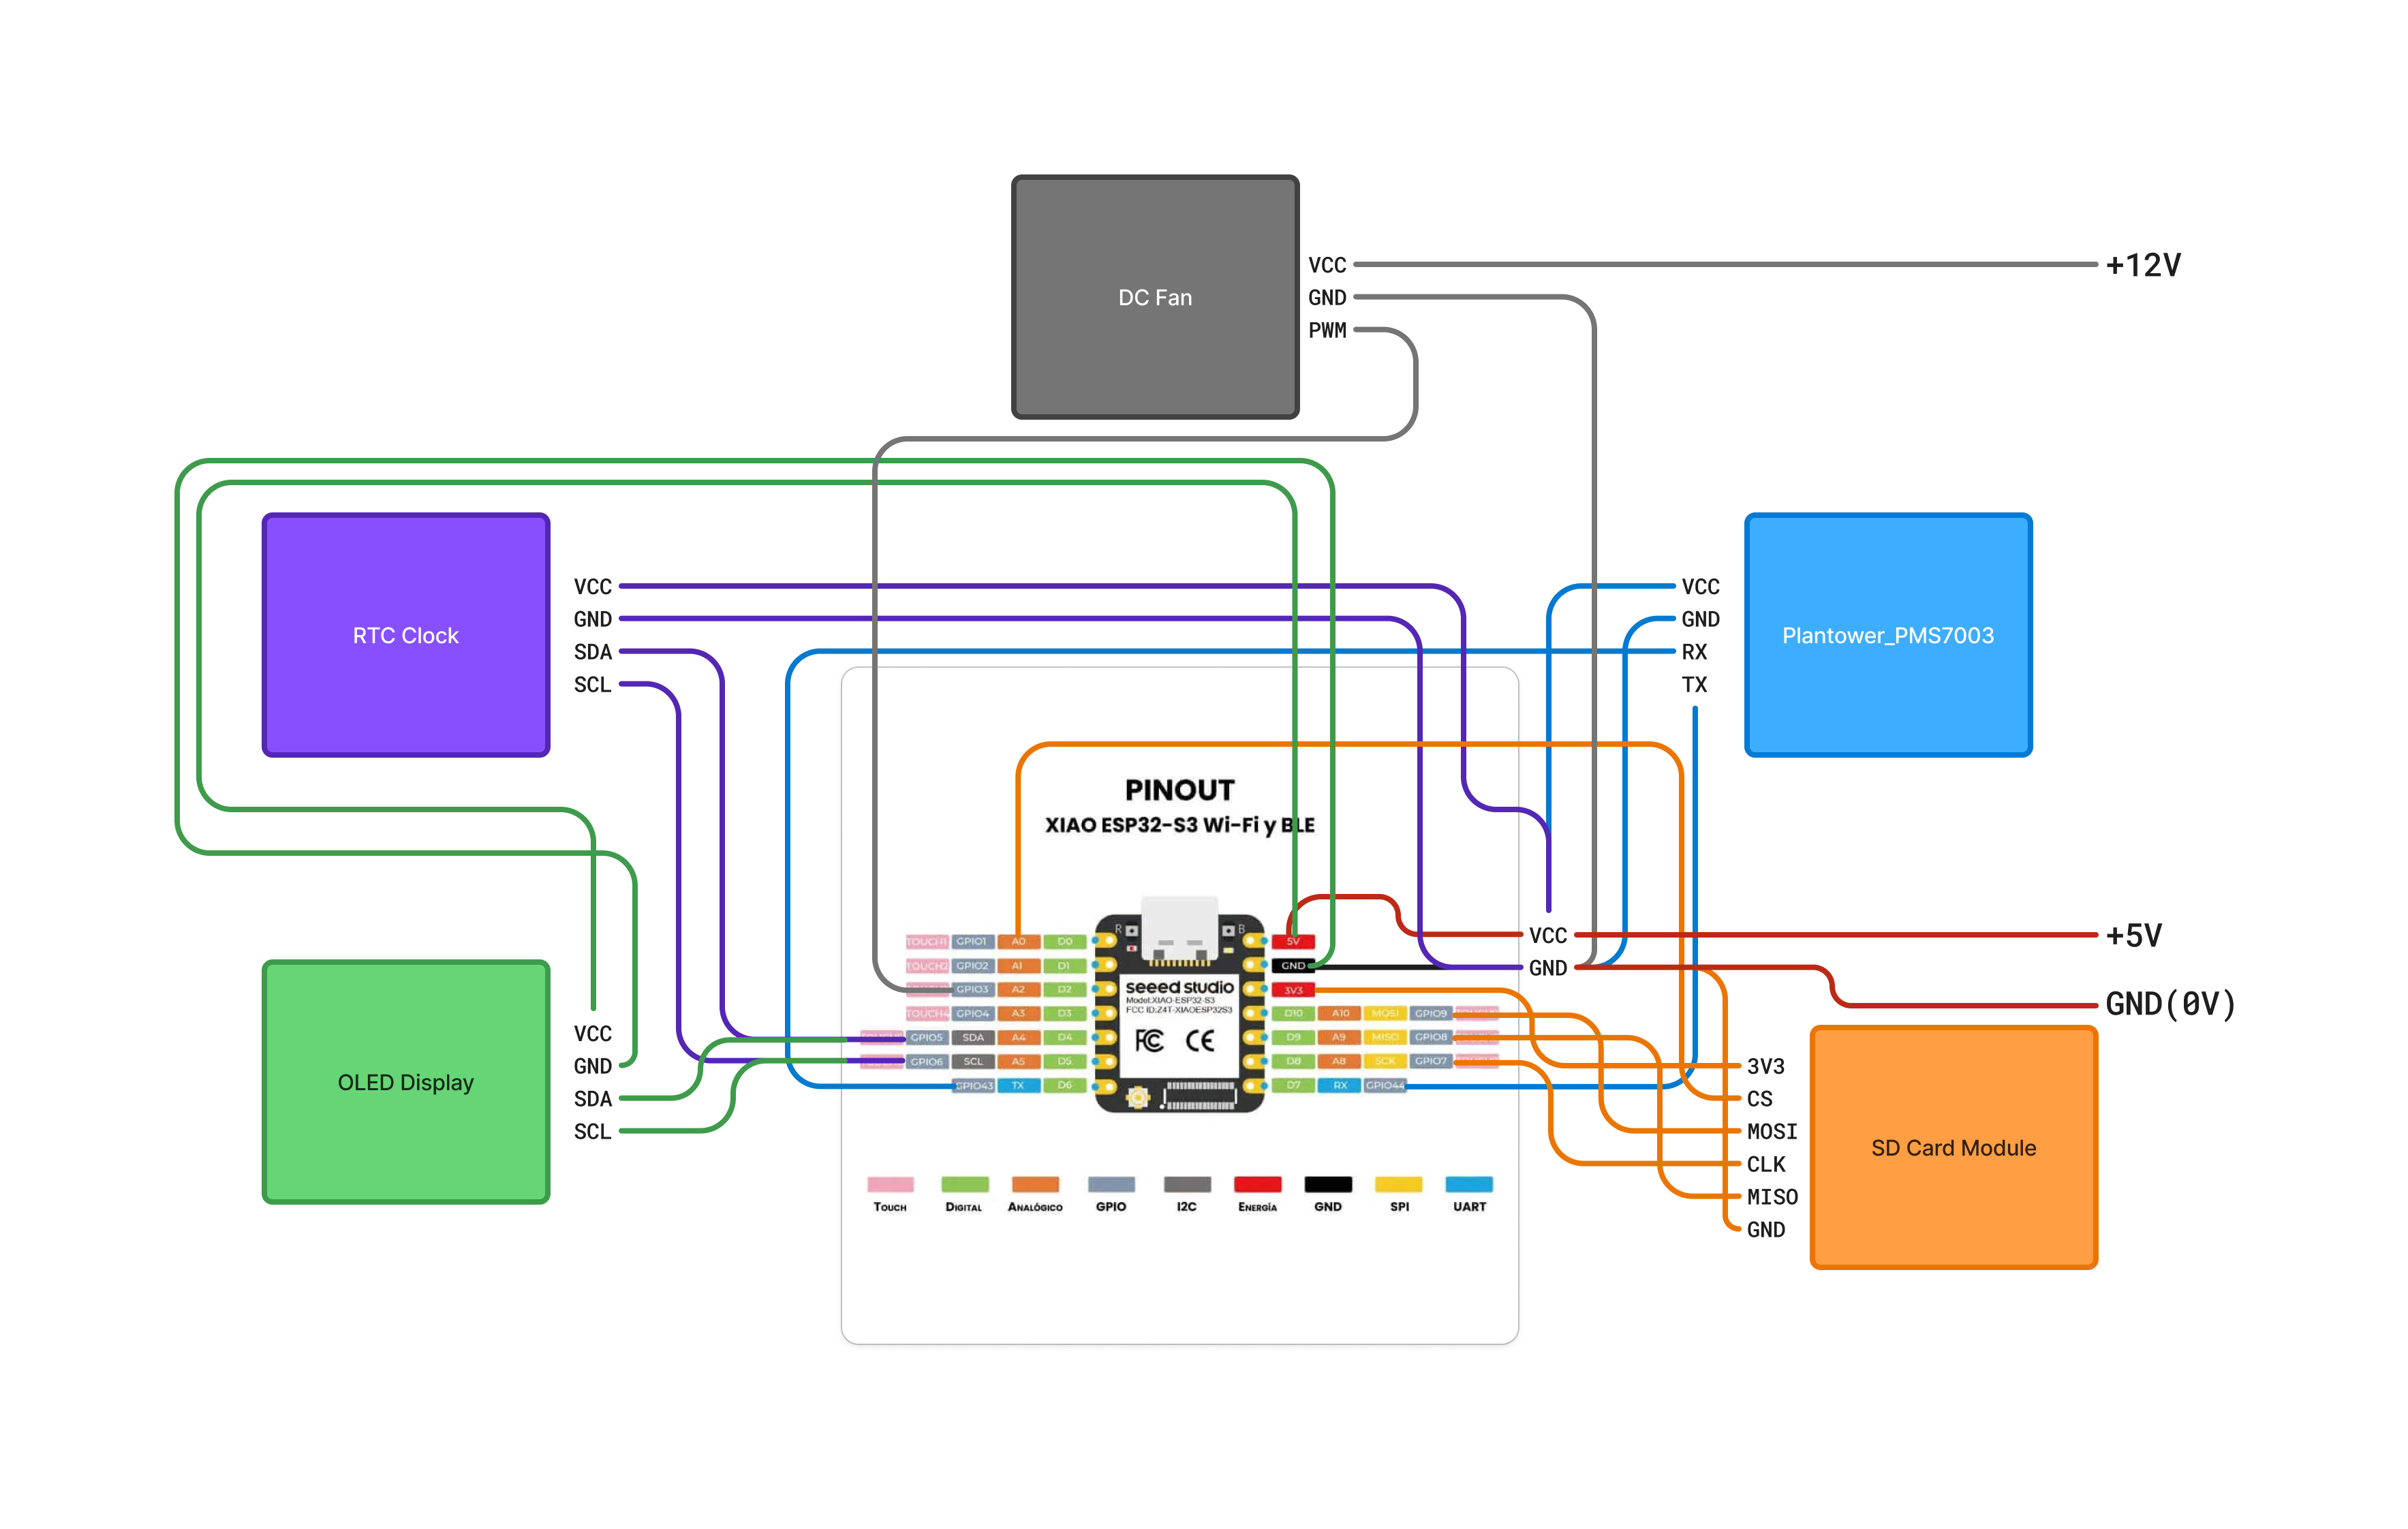 DC Fan
VCC
GND
PWM
+12V
RTC Clock
VCC
GND
SDA
SCL
VCC
GND
RX
TX
Plantower_PMS7003
PINOUT
XIAO ESP32-S3 Wi-Fi y BLE
R
B
TOUCH1 GPIO1 A0 D0
TOUCH2 GPIO2 A1 D1
GPIO3 A2 D2
TOUCH4 GPIO4 A3 D3
GPIO5 SDA A4 D4
GPIO6 SCL A5 D5
GPIO43 TX D6
seeed studio
Model:XIAO-ESP32-S3
FCC ID:Z4T-XIAOESP32S3
FC CE
5V
GND
3V3
D10 A10 MOSI GPIO9
D9 A9 MISO GPIO8
D8 A8 SCK GPIO7
D7 RX GPIO44
VCC
GND
+5V
GND(0V)
OLED Display
VCC
GND
SDA
SCL
3V3
CS
MOSI
CLK
MISO
GND
SD Card Module
Touch
Digital
Analógico
GPIO
I2C
Energía
GND
SPI
UART